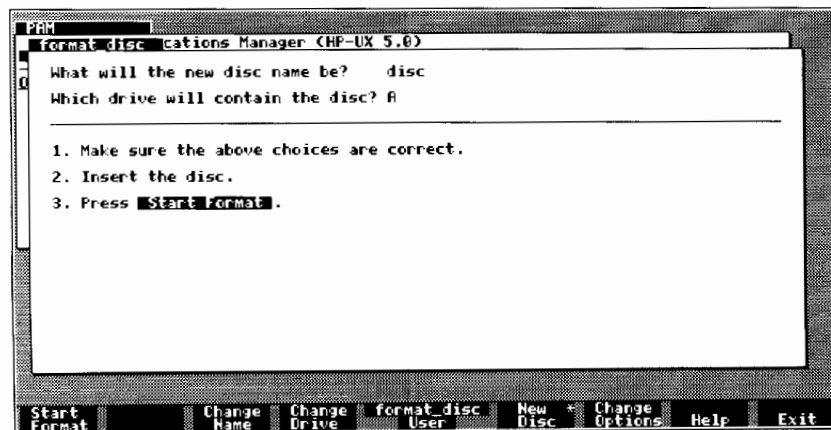 PAM
format_disc cations Manager (HP-UX 5.0)
What will the new disc name be? disc
Which drive will contain the disc? A
1. Make sure the above choices are correct.
2. Insert the disc.
3. Press Start Format.
Start Format
Change Name
Change Drive
format_disc User
New * Disc
Change Options
Help
Exit